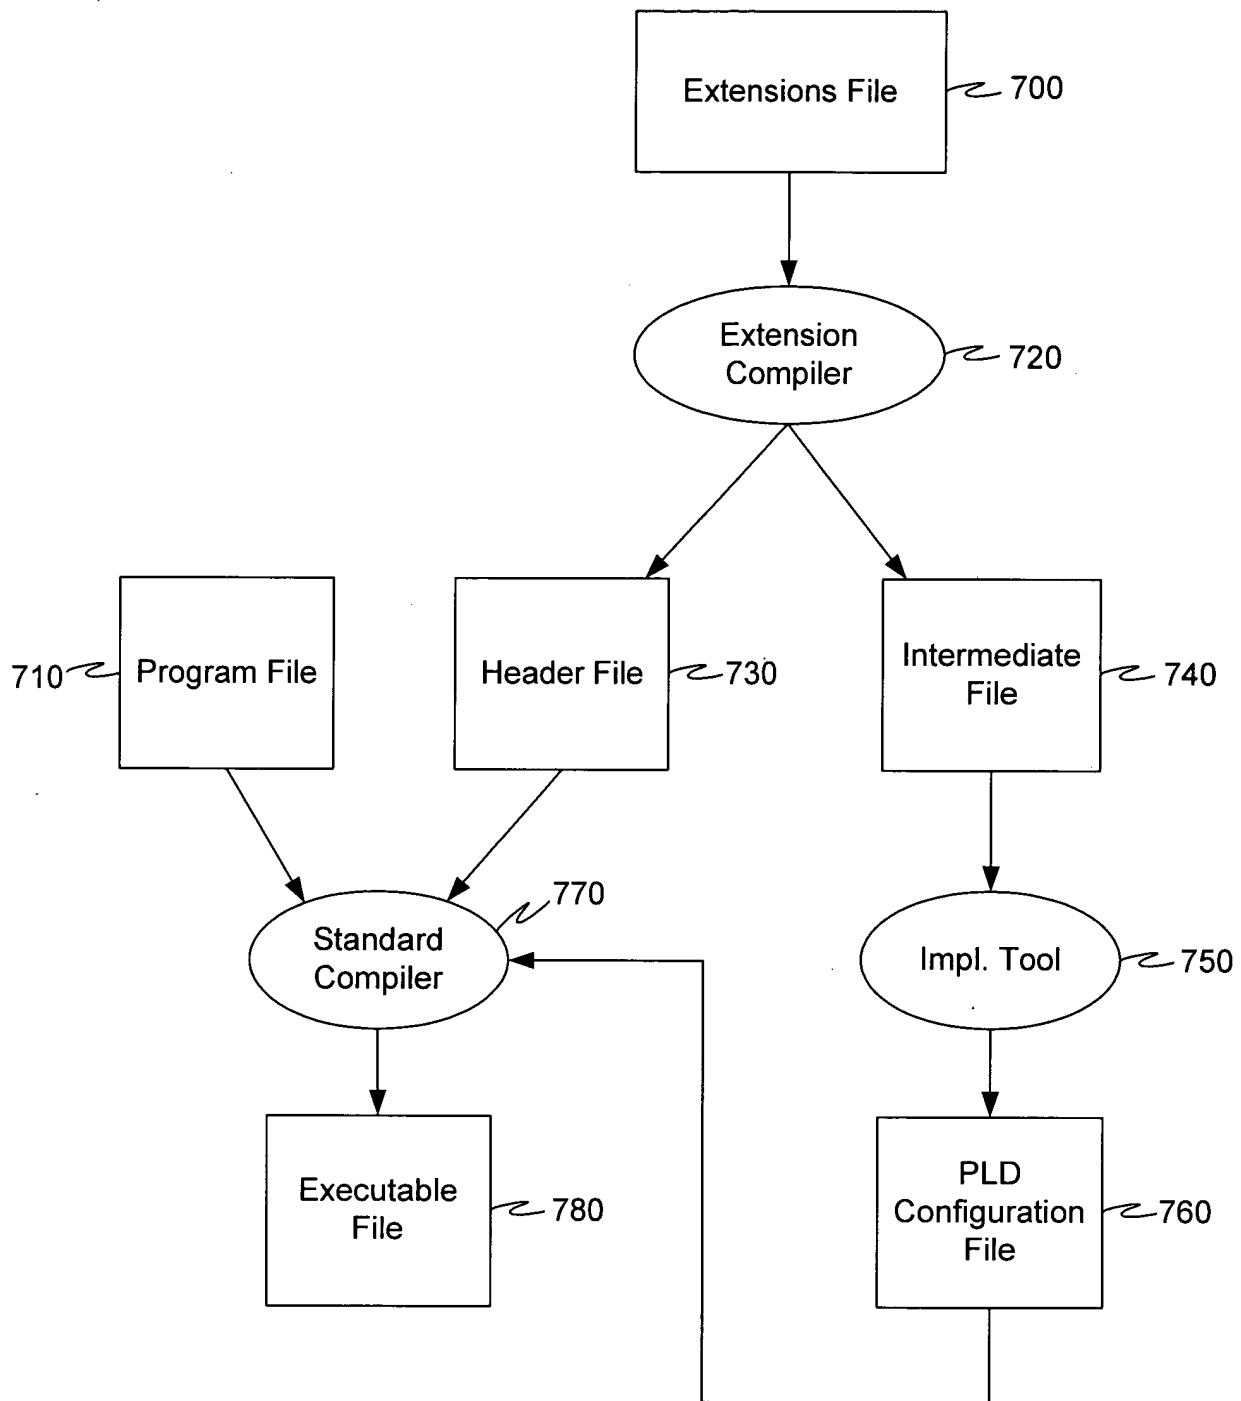 Extensions File
700
Extension
Compiler
720
710
Program File
Header File
730
Intermediate
File
740
Standard
Compiler
770
Impl. Tool
750
Executable
File
780
PLD
Configuration
File
760